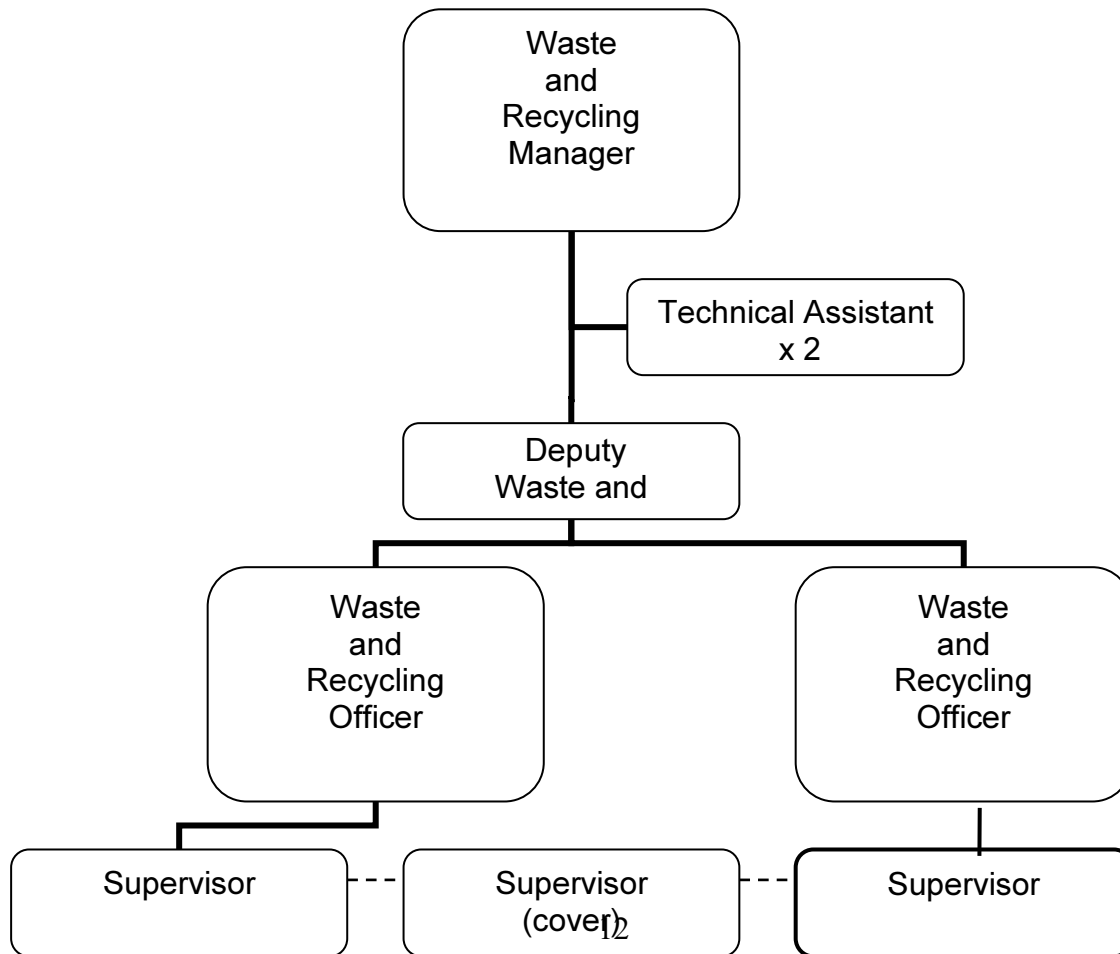 Waste
and
Recycling
Manager
Technical Assistant
x 2
Deputy
Waste and
Waste
and
Recycling
Officer
Waste
and
Recycling
Officer
Supervisor
Supervisor
(cover)
Supervisor
12